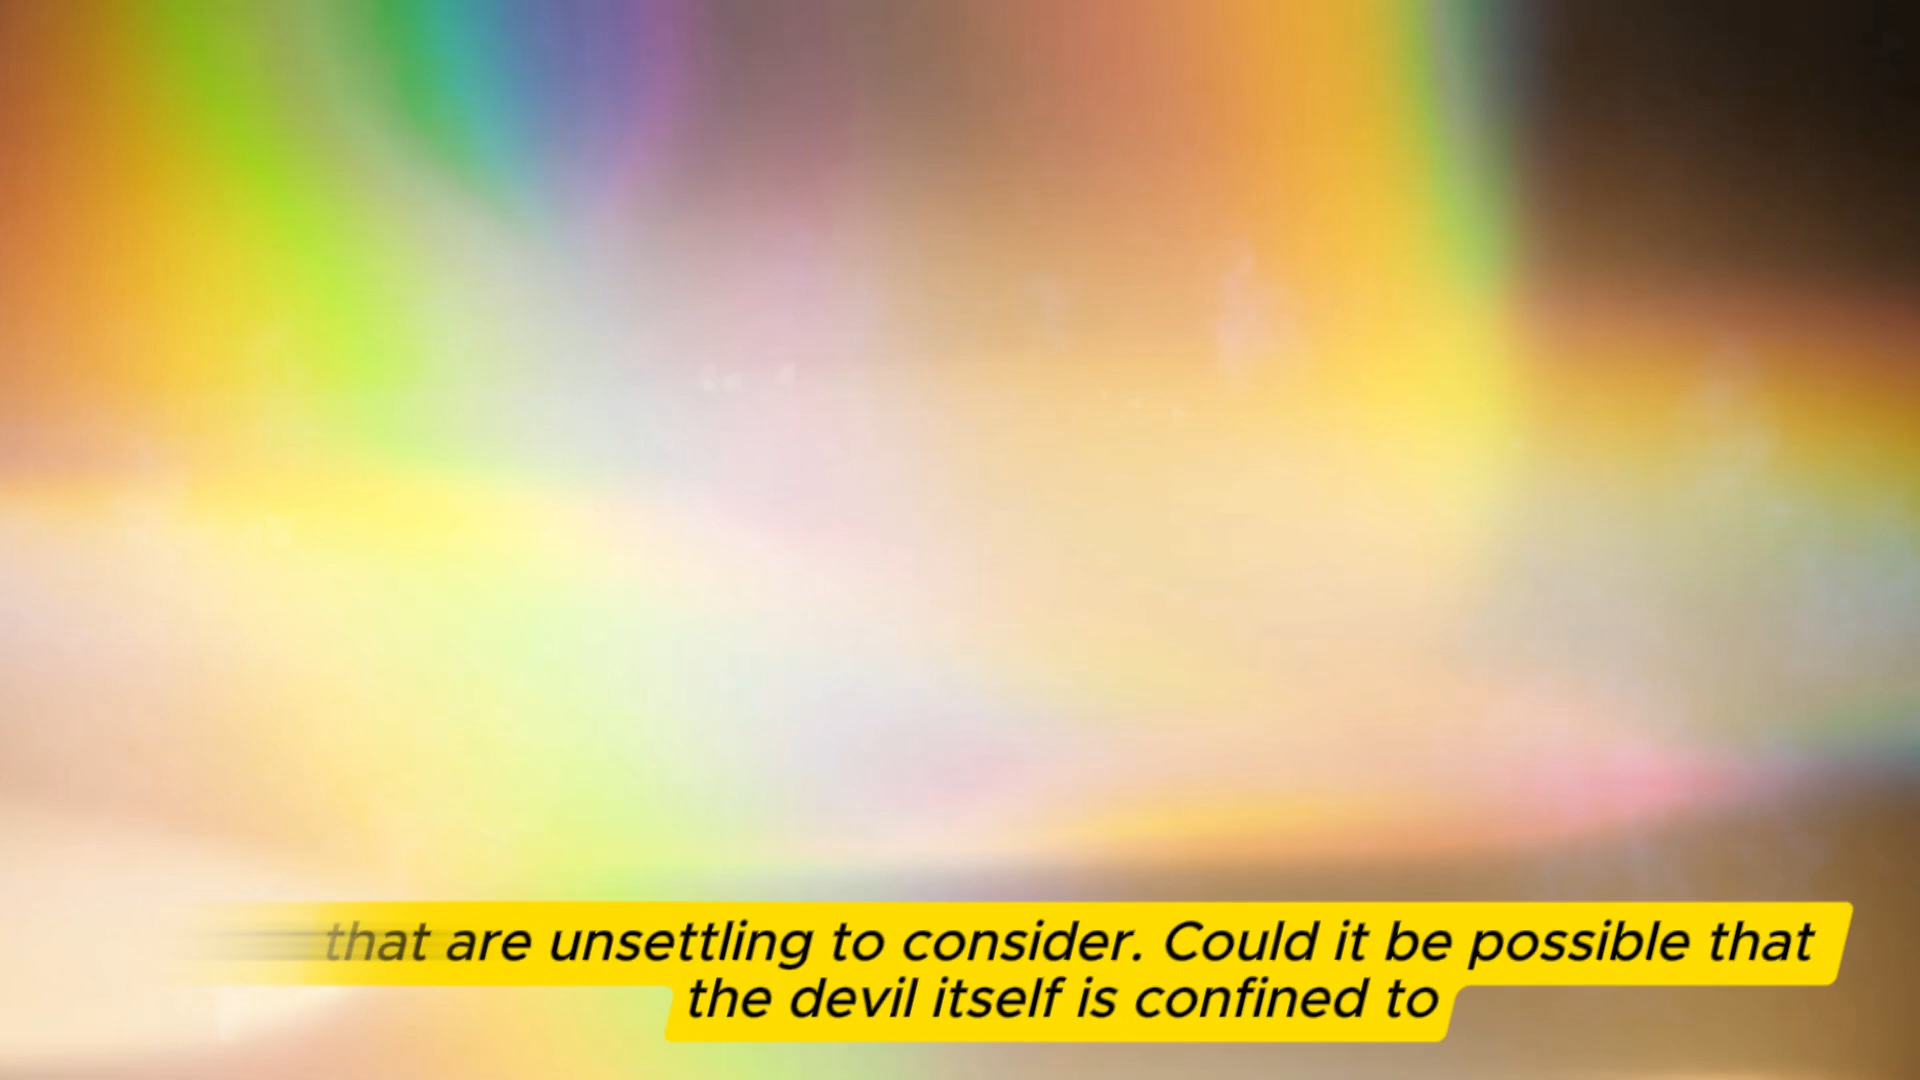 that are unsettling to consider. Could it be possible that
the devil itself is confined to